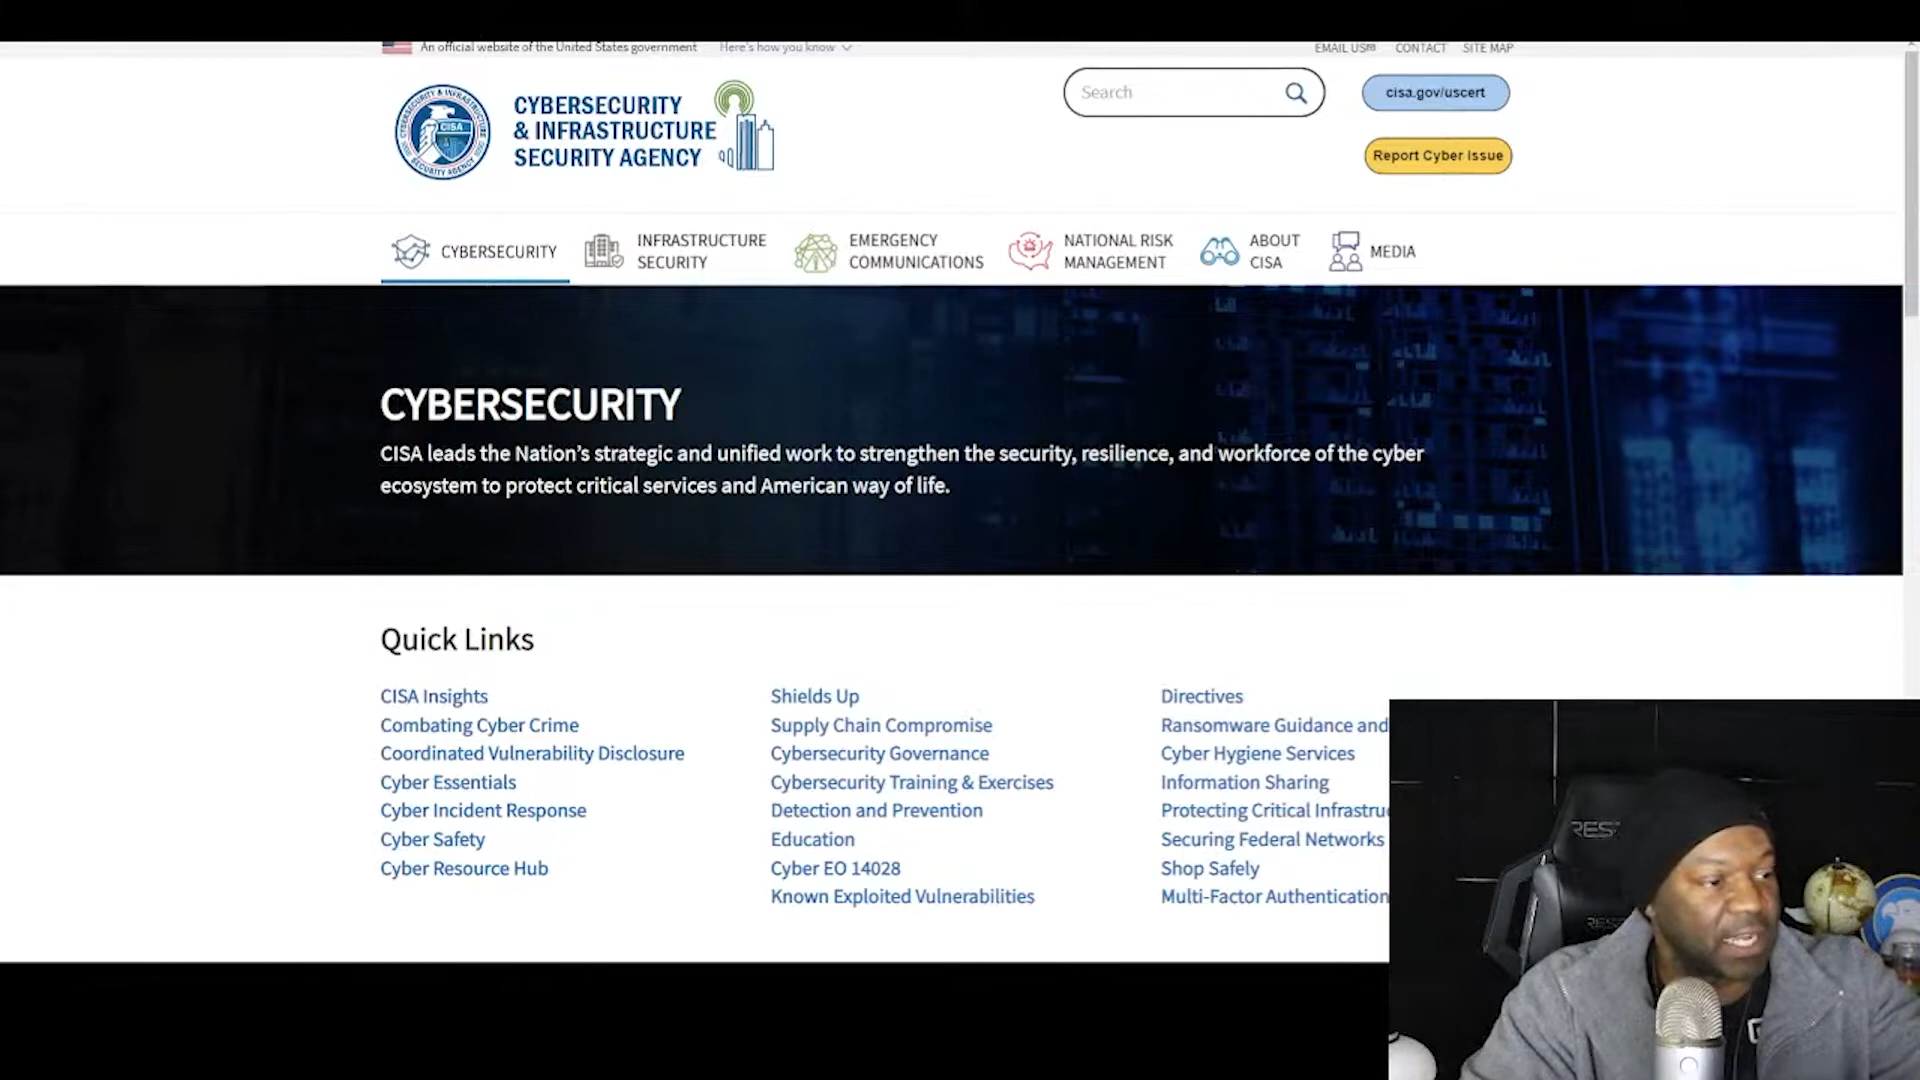 An official website of the United States government Here's how you know
EMAIL US CONTACT SITE MAP
CISA
CYBERSECURITY
& INFRASTRUCTURE
SECURITY AGENCY
Search
cisa.gov/uscert
Report Cyber Issue
CYBERSECURITY
INFRASTRUCTURE
SECURITY
EMERGENCY
COMMUNICATIONS
NATIONAL RISK
MANAGEMENT
ABOUT
CISA
MEDIA
CYBERSECURITY
CISA leads the Nation’s strategic and unified work to strengthen the security, resilience, and workforce of the cyber
ecosystem to protect critical services and American way of life.
Quick Links
CISA Insights
Combating Cyber Crime
Coordinated Vulnerability Disclosure
Cyber Essentials
Cyber Incident Response
Cyber Safety
Cyber Resource Hub
Shields Up
Supply Chain Compromise
Cybersecurity Governance
Cybersecurity Training & Exercises
Detection and Prevention
Education
Cyber EO 14028
Known Exploited Vulnerabilities
Directives
Ransomware Guidance and
Cyber Hygiene Services
Information Sharing
Protecting Critical Infrastru
Securing Federal Networks
Shop Safely
Multi-Factor Authentication